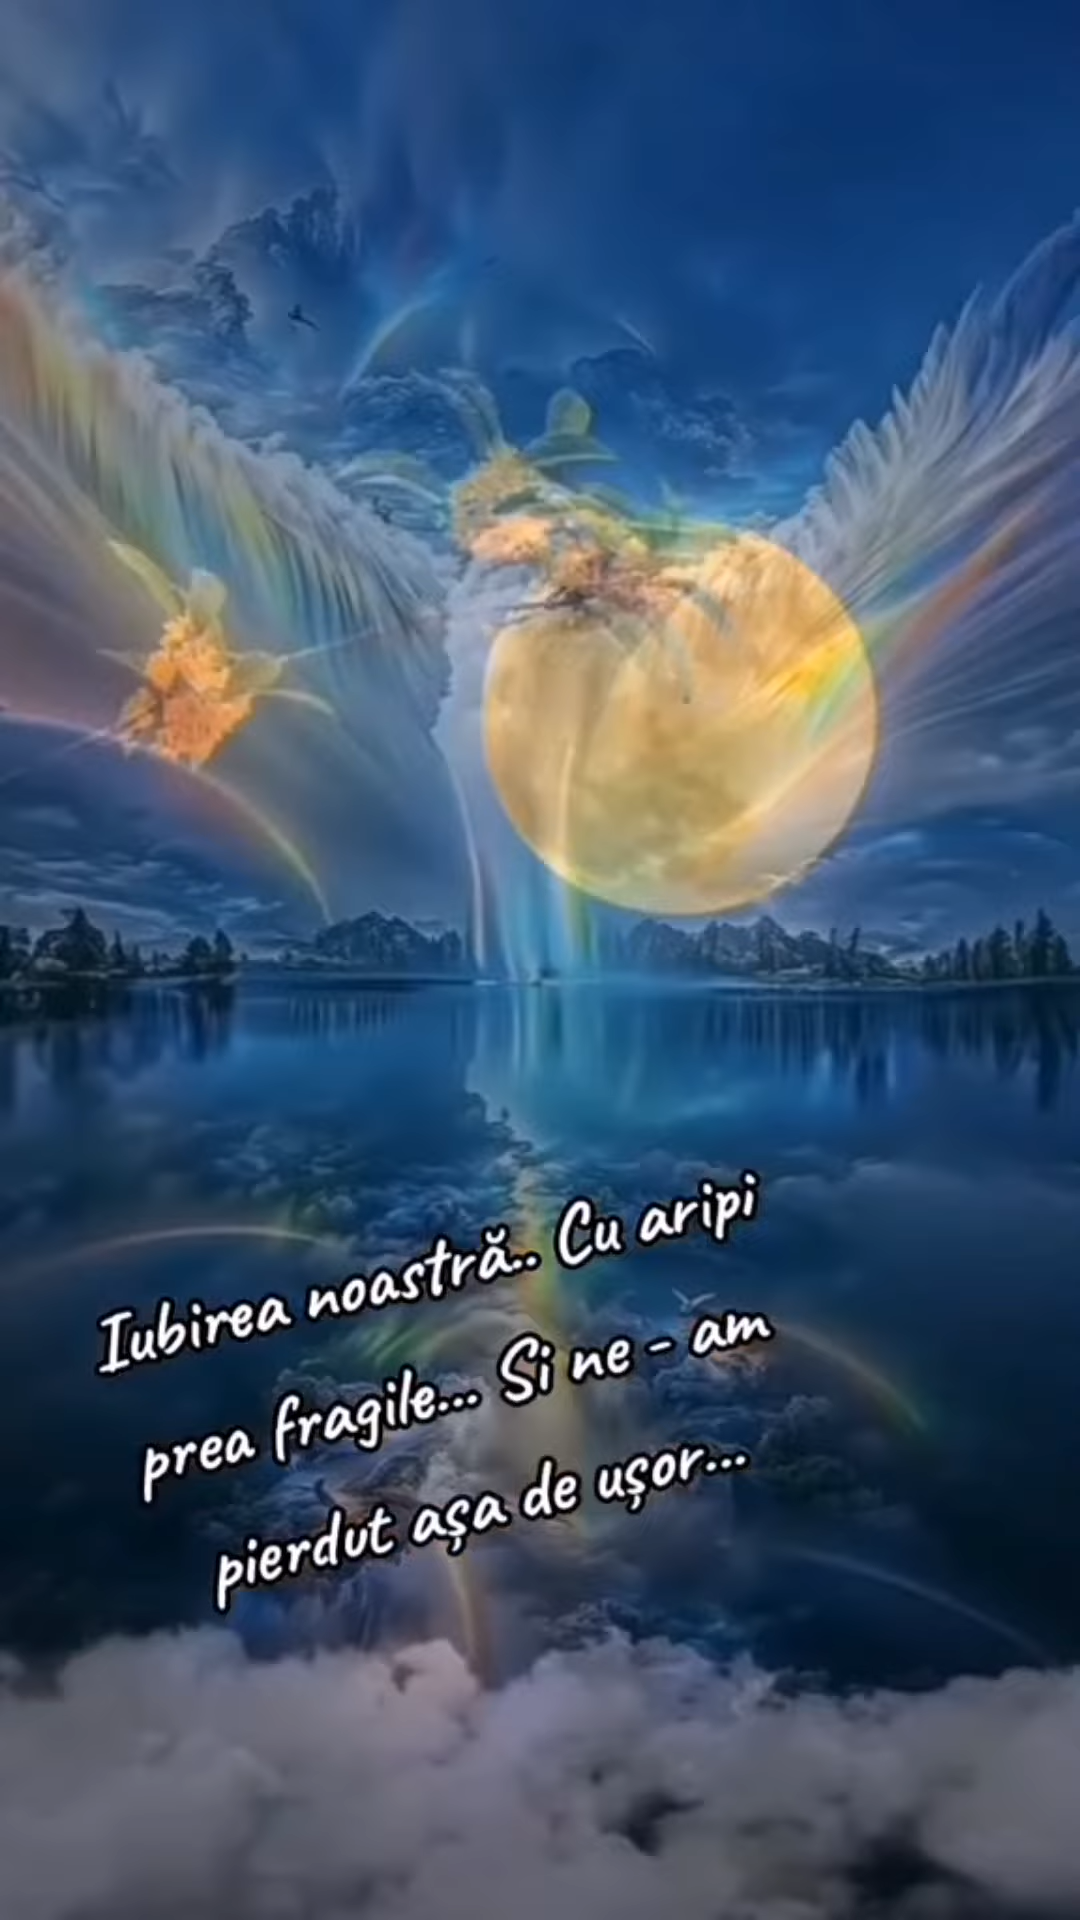 Iubirea noastră.. Cu aripi
prea fragile... Si ne - am
pierdut așa de ușor...